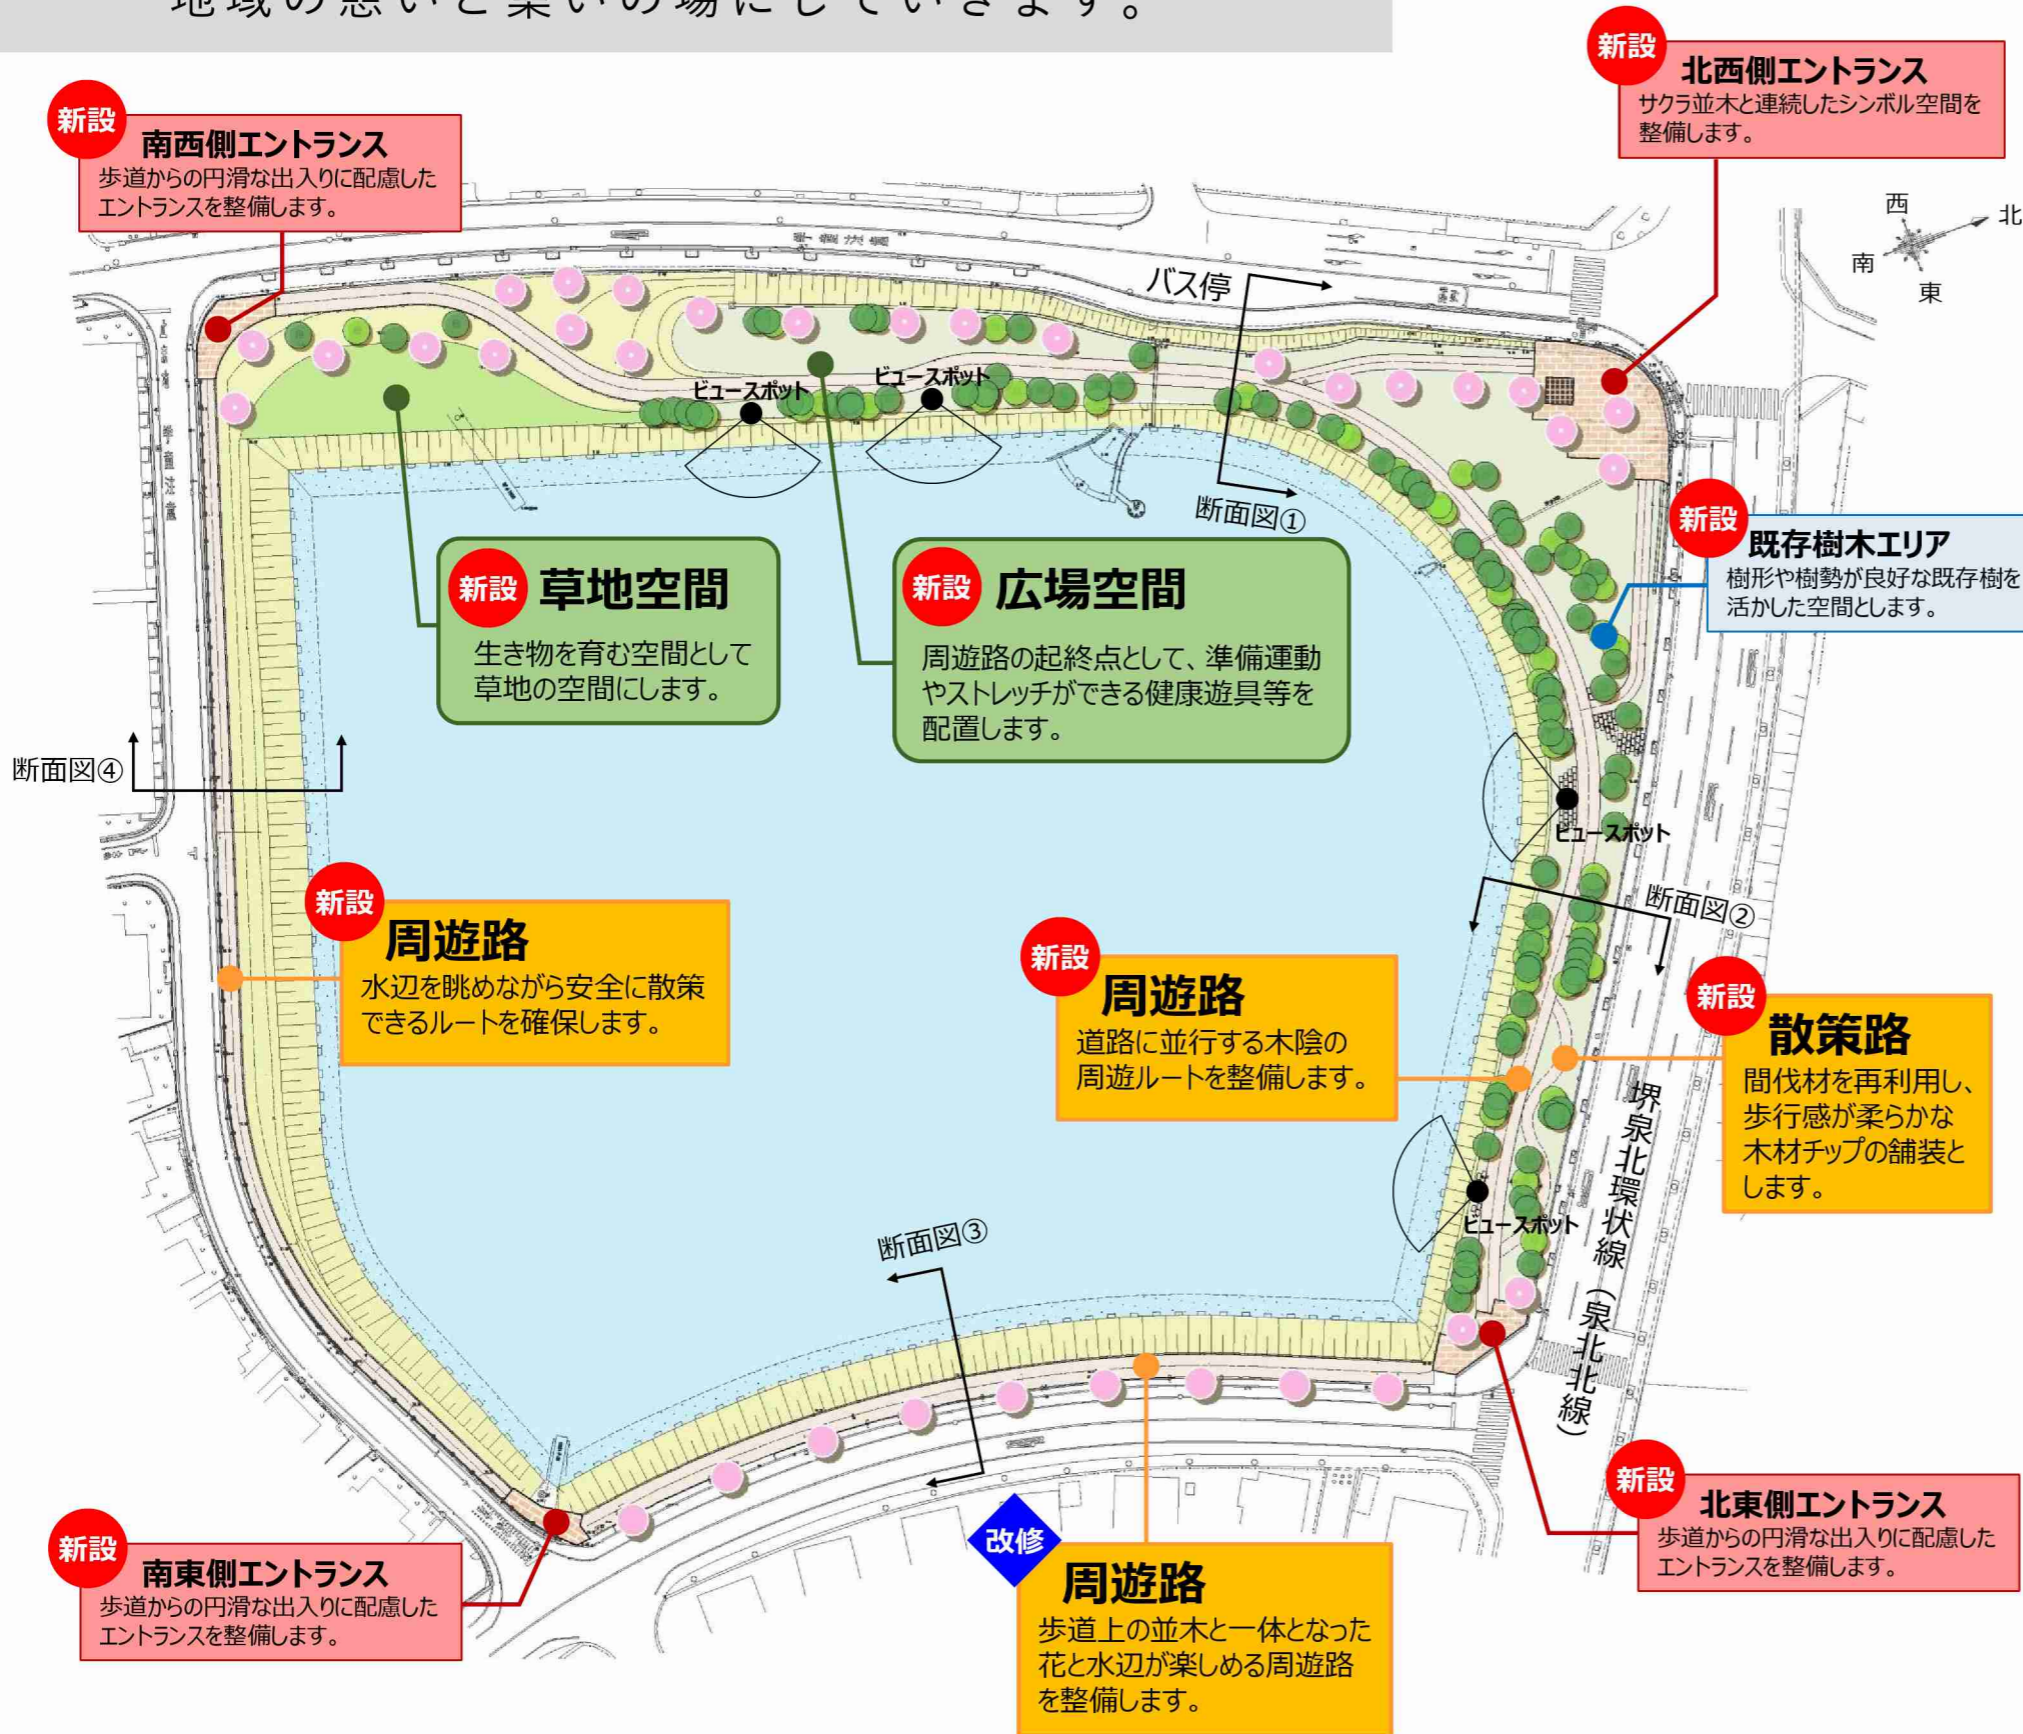 地域の憩いと集いの場にしていきます。
新設
北西側エントランス
サクラ並木と連続したシンボル空間を
整備します。
新設
南西側エントランス
歩道からの円滑な出入りに配慮した
エントランスを整備します。
西
北
南
東
バス停
ビュースポット
ビュースポット
断面図①
新設
既存樹木エリア
樹形や樹勢が良好な既存樹を
活かした空間とします。
新設
草地空間
生き物を育む空間として
草地の空間にします。
新設
広場空間
周遊路の起終点として、準備運動
やストレッチができる健康遊具等を
配置します。
断面図④
ビュースポット
新設
周遊路
水辺を眺めながら安全に散策
できるルートを確保します。
断面図②
新設
周遊路
道路に並行する木陰の
周遊ルートを整備します。
新設
散策路
間伐材を再利用し、
歩行感が柔らかな
木材チップの舗装と
します。
堺泉北環状線(泉北北線)
ビュースポット
断面図③
新設
北東側エントランス
歩道からの円滑な出入りに配慮した
エントランスを整備します。
新設
南東側エントランス
歩道からの円滑な出入りに配慮した
エントランスを整備します。
改修
周遊路
歩道上の並木と一体となった
花と水辺が楽しめる周遊路
を整備します。